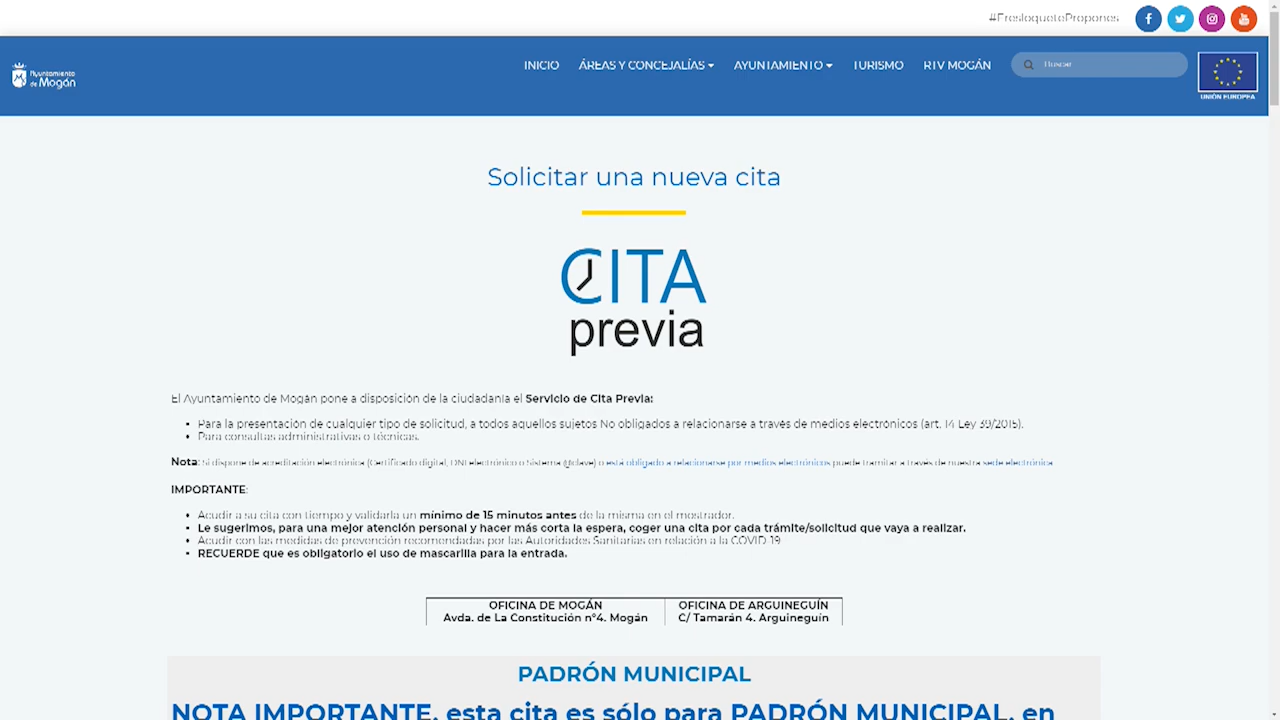 #EresloquetePropones
Ayuntamiento
de Mogán
INICIO ÁREAS Y CONCEJALÍAS AYUNTAMIENTO TURISMO RTV MOGÁN Buscar
UNIÓN EUROPEA
Solicitar una nueva cita
CITA
previa
El Ayuntamiento de Mogán pone a disposición de la ciudadanía el Servicio de Cita Previa:
• Para la presentación de cualquier tipo de solicitud, a todos aquellos sujetos No obligados a relacionarse a través de medios electrónicos (art. 14 Ley 39/2015).
• Para consultas administrativas o técnicas.
Nota: Si dispone de acreditación electrónica (Certificado digital, DNI electrónico o Sistema @clave) o está obligado a relacionarse por medios electrónicos puede tramitar a través de nuestra sede electrónica
IMPORTANTE:
• Acudir a su cita con tiempo y validarla un mínimo de 15 minutos antes de la misma en el mostrador.
• Le sugerimos, para una mejor atención personal y hacer más corta la espera, coger una cita por cada trámite/solicitud que vaya a realizar.
• Acudir con las medidas de prevención recomendadas por las Autoridades Sanitarias en relación a la COVID-19
• RECUERDE que es obligatorio el uso de mascarilla para la entrada.
OFICINA DE MOGÁN OFICINA DE ARGUINEGUÍN
Avda. de La Constitución nº4. Mogán C/ Tamarán 4. Arguineguín
PADRÓN MUNICIPAL
NOTA IMPORTANTE, esta cita es sólo para PADRÓN MUNICIPAL, en